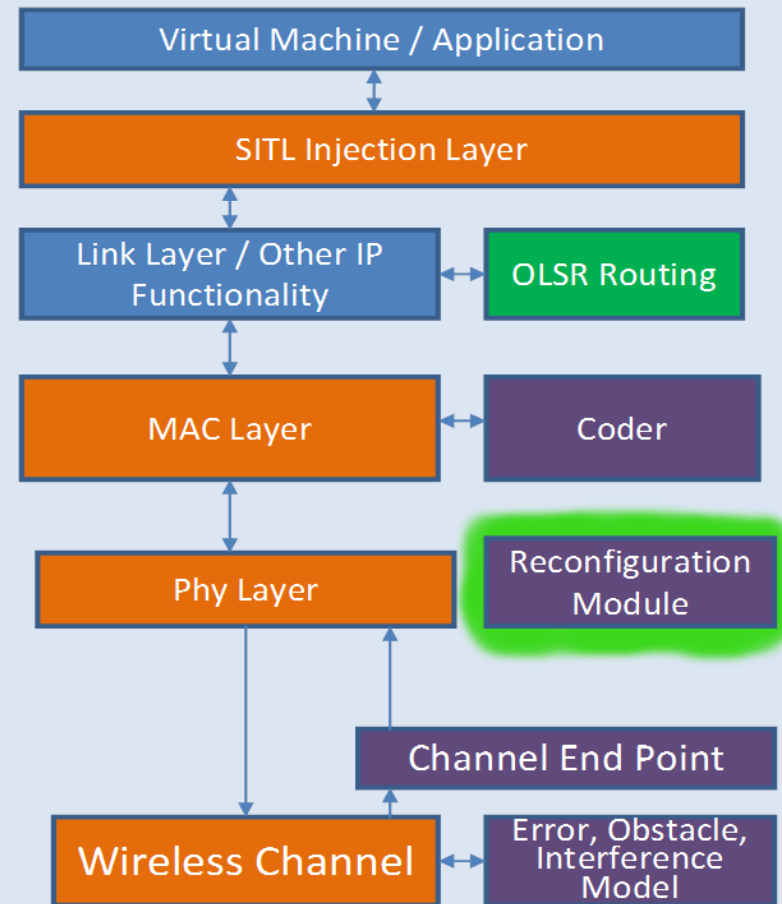 Virtual Machine / Application
SITL Injection Layer
Link Layer / Other IP
Functionality
OLSR Routing
MAC Layer
Coder
Phy Layer
Reconfiguration
Module
Channel End Point
Wireless Channel
Error, Obstacle,
Interference
Model